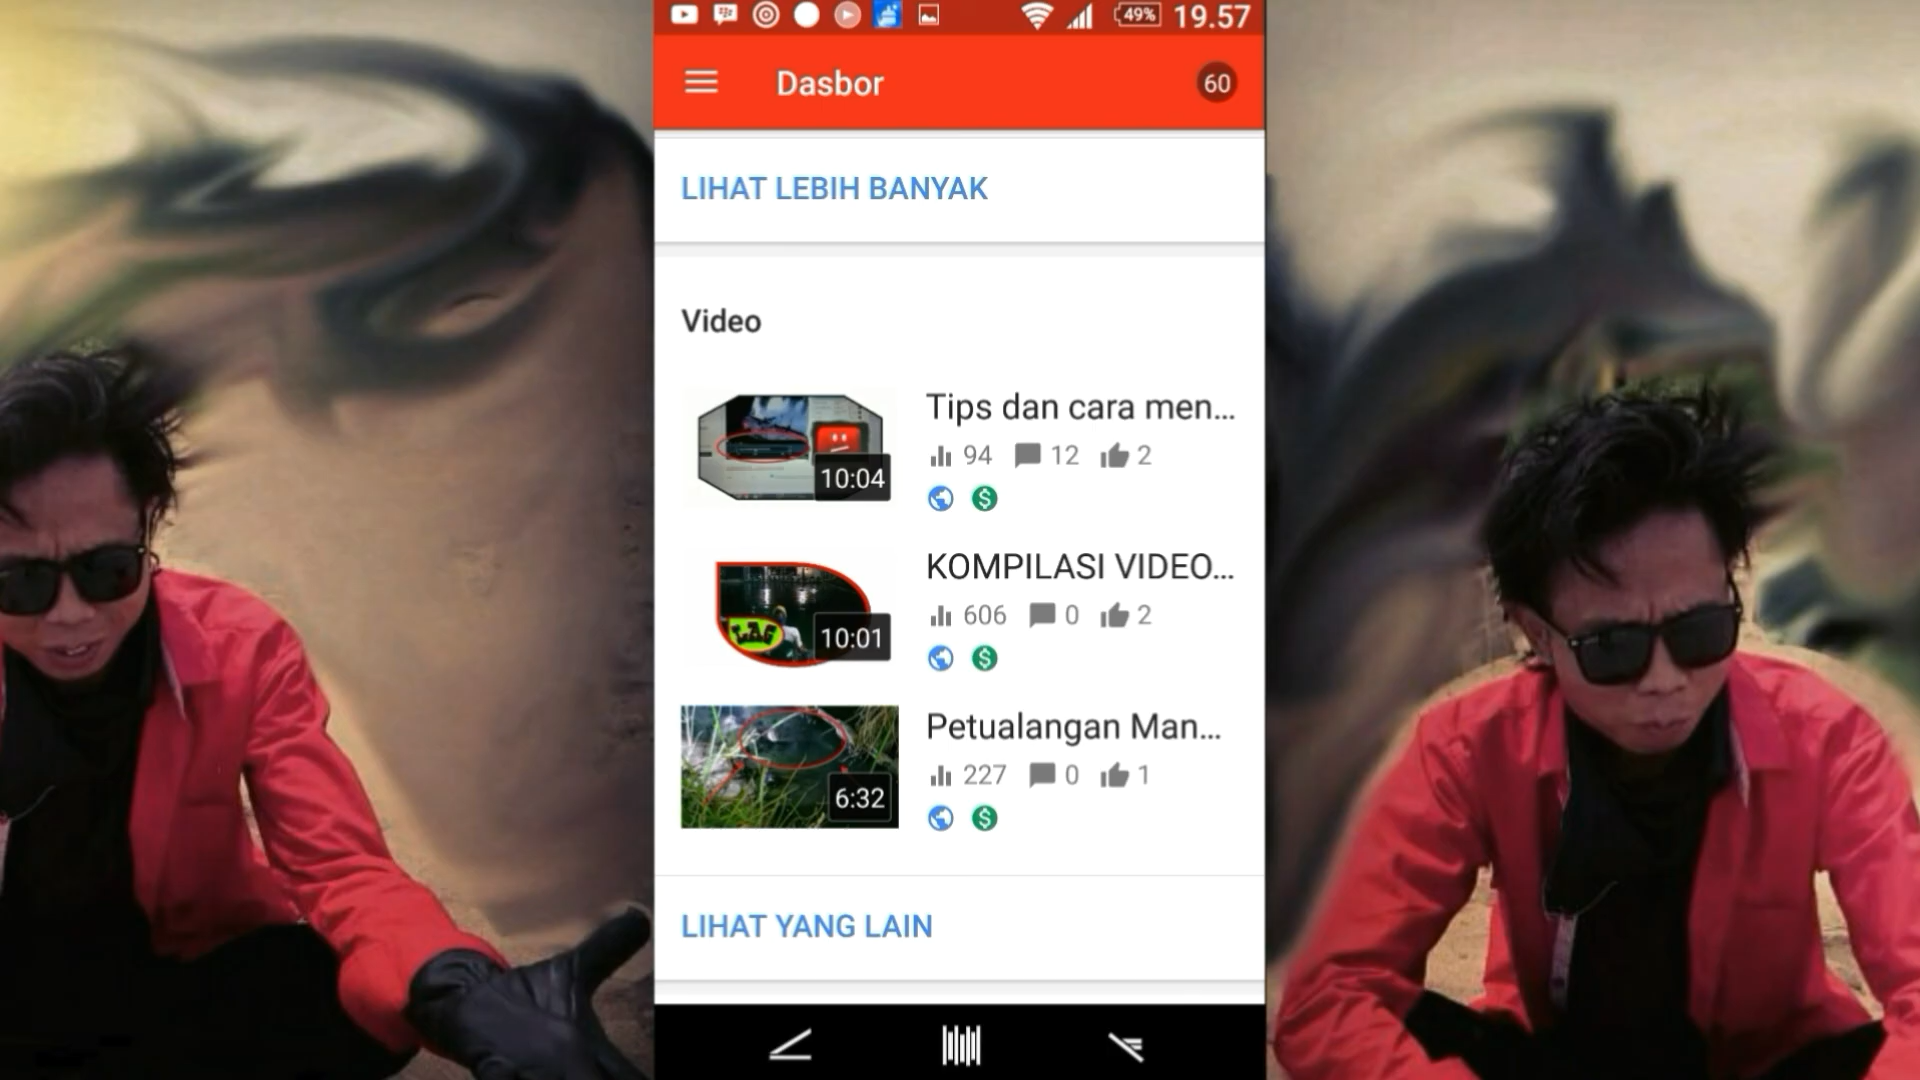 49% 19.57
Dasbor 60
LIHAT LEBIH BANYAK
Video
Tips dan cara men...
94 12 2
10:04
KOMPILASI VIDEO...
606 0 2
LAG
10:01
Petualangan Man...
227 0 1
6:32
LIHAT YANG LAIN